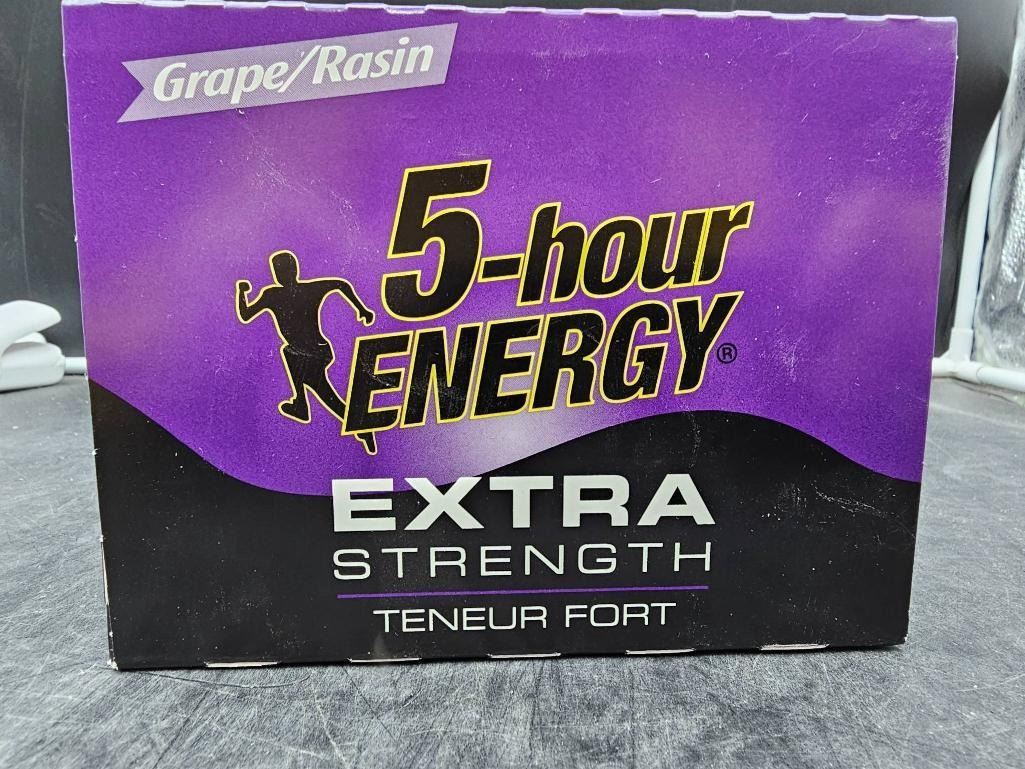 Grape/Rasin
5-hour
ENERGY®
EXTRA
STRENGTH
TENEUR FORT